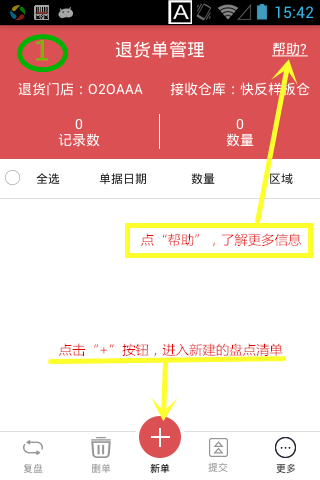 A 15:42
1 退货单管理 帮助?
退货门店：O2OAAA 接收仓库：快反样板仓
0 0
记录数 数量
全选 单据日期 数量 区域
点“帮助”，了解更多信息
点击“+”按钮，进入新建的盘点清单
复盘 删单 新单 提交 更多